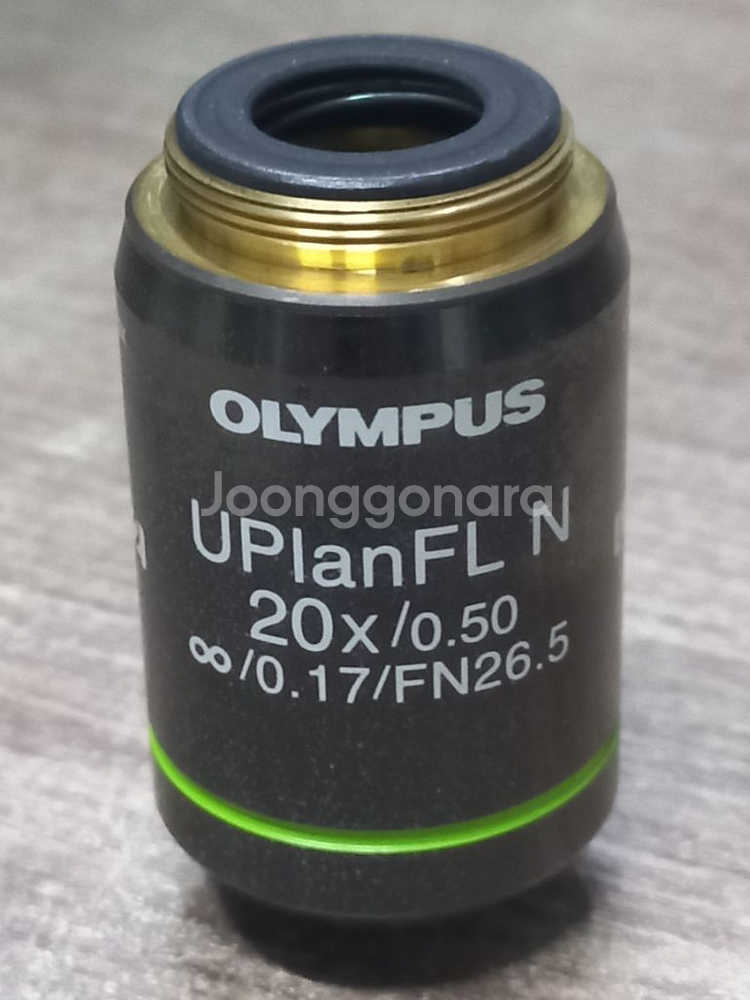 OLYMPUS
Joonggonara
UPlanFL N
20x/0.50
∞/0.17/FN26.5